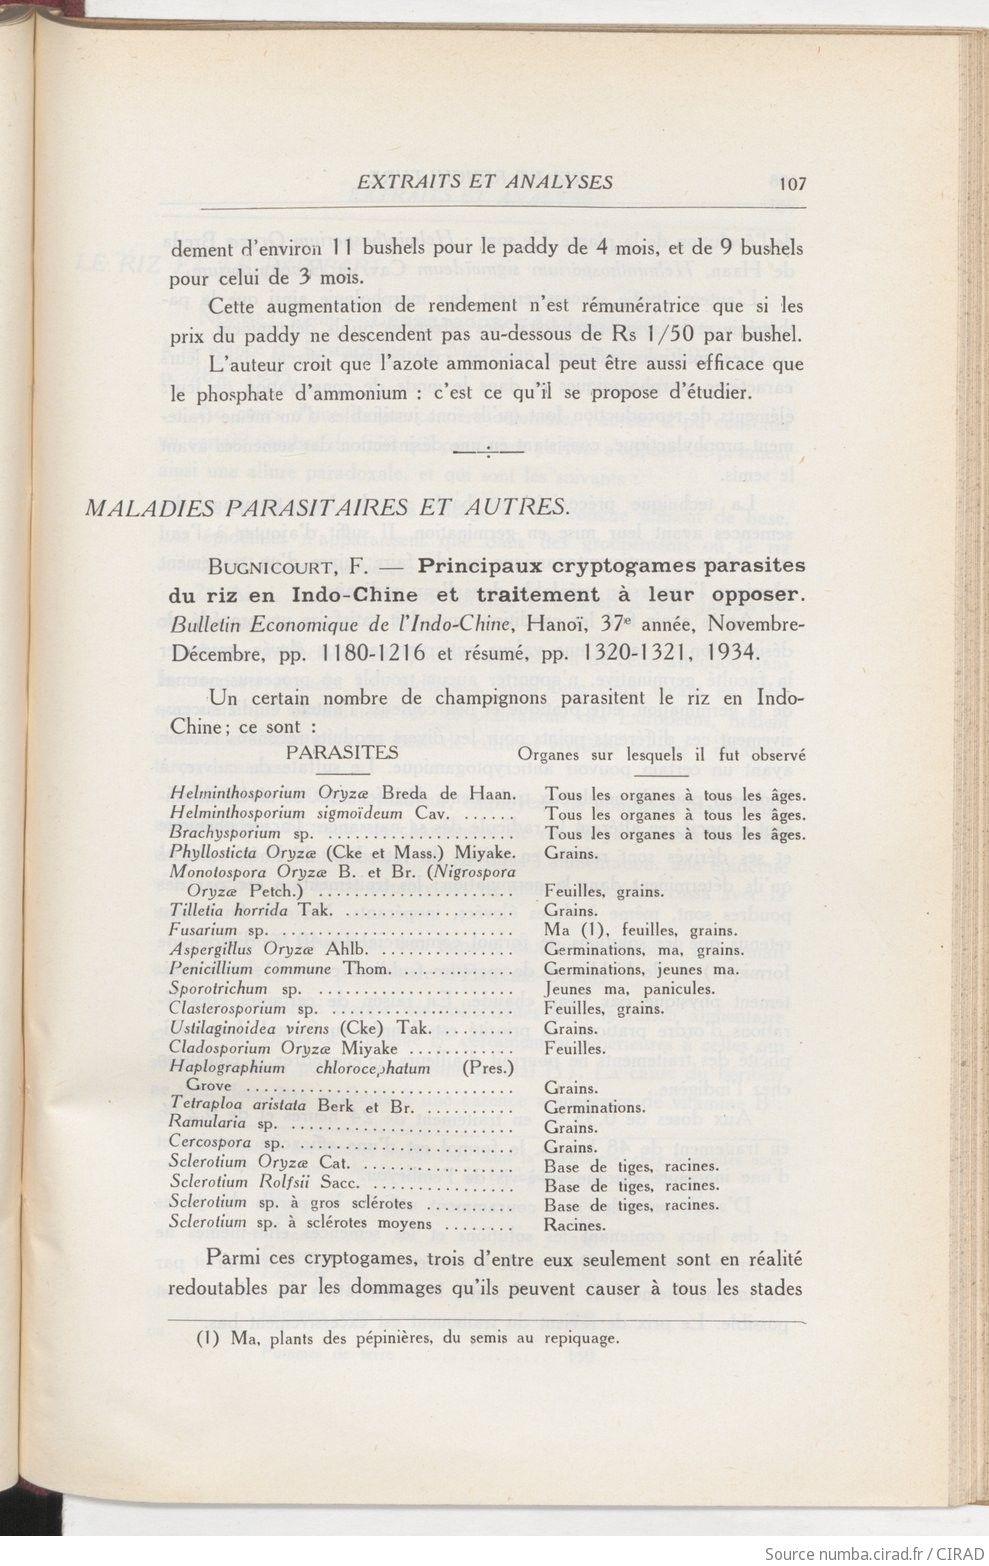 EXTRAITS ET ANALYSES 107
dement d'environ 11 bushels pour le paddy de 4 mois, et de 9 bushels
pour celui de 3 mois.
Cette augmentation de rendement n'est rémunératrice que si les
prix du paddy ne descendent pas au-dessous de Rs 1/50 par bushel.
L'auteur croit que l'azote ammoniacal peut être aussi efficace que
le phosphate d'ammonium : c'est ce qu'il se propose d'étudier.
MALADIES PARASITAIRES ET AUTRES.
BUGNICOURT, F. — Principaux cryptogames parasites
du riz en Indo-Chine et traitement à leur opposer.
Bulletin Economique de l'Indo-Chine, Hanoï, 37e année, Novembre-
Décembre, pp. 1180-1216 et résumé, pp. 1320-1321, 1934.
Un certain nombre de champignons parasitent le riz en Indo-
Chine; ce sont :
PARASITES Organes sur lesquels il fut observé
Helminthosporium Oryzæ Breda de Haan. Tous les organes à tous les âges.
Helminthosporium sigmoïdeum Cav. ...... Tous les organes à tous les âges.
Brachysporium sp. ..................... Tous les organes à tous les âges.
Phyllosticta Oryzæ (Cke et Mass.) Miyake. Grains.
Monotospora Oryzæ B. et Br. (Nigrospora
Oryzæ Petch.) ...................... Feuilles, grains.
Tilletia horrida Tak. ................... Grains.
Fusarium sp. .......................... Ma (1), feuilles, grains.
Aspergillus Oryzæ Ahlb. ............... Germinations, ma, grains.
Penicillium commune Thom. ............. Germinations, jeunes ma.
Sporotrichum sp. ...................... Jeunes ma, panicules.
Clasterosporium sp. ..................... Feuilles, grains.
Ustilaginoidea virens (Cke) Tak. ......... Grains.
Cladosporium Oryzæ Miyake ............ Feuilles.
Haplographium chlorocephatum (Pres.)
Grove .............................. Grains.
Tetraploa aristata Berk et Br. .......... Germinations.
Ramularia sp. ......................... Grains.
Cercospora sp. ......................... Grains.
Sclerotium Oryzæ Cat. ................. Base de tiges, racines.
Sclerotium Rolfsii Sacc. ................ Base de tiges, racines.
Sclerotium sp. à gros sclérotes .......... Base de tiges, racines.
Sclerotium sp. à sclérotes moyens ........ Racines.
Parmi ces cryptogames, trois d'entre eux seulement sont en réalité
redoutables par les dommages qu'ils peuvent causer à tous les stades
(1) Ma, plants des pépinières, du semis au repiquage.
Source numba.cirad.fr / CIRAD